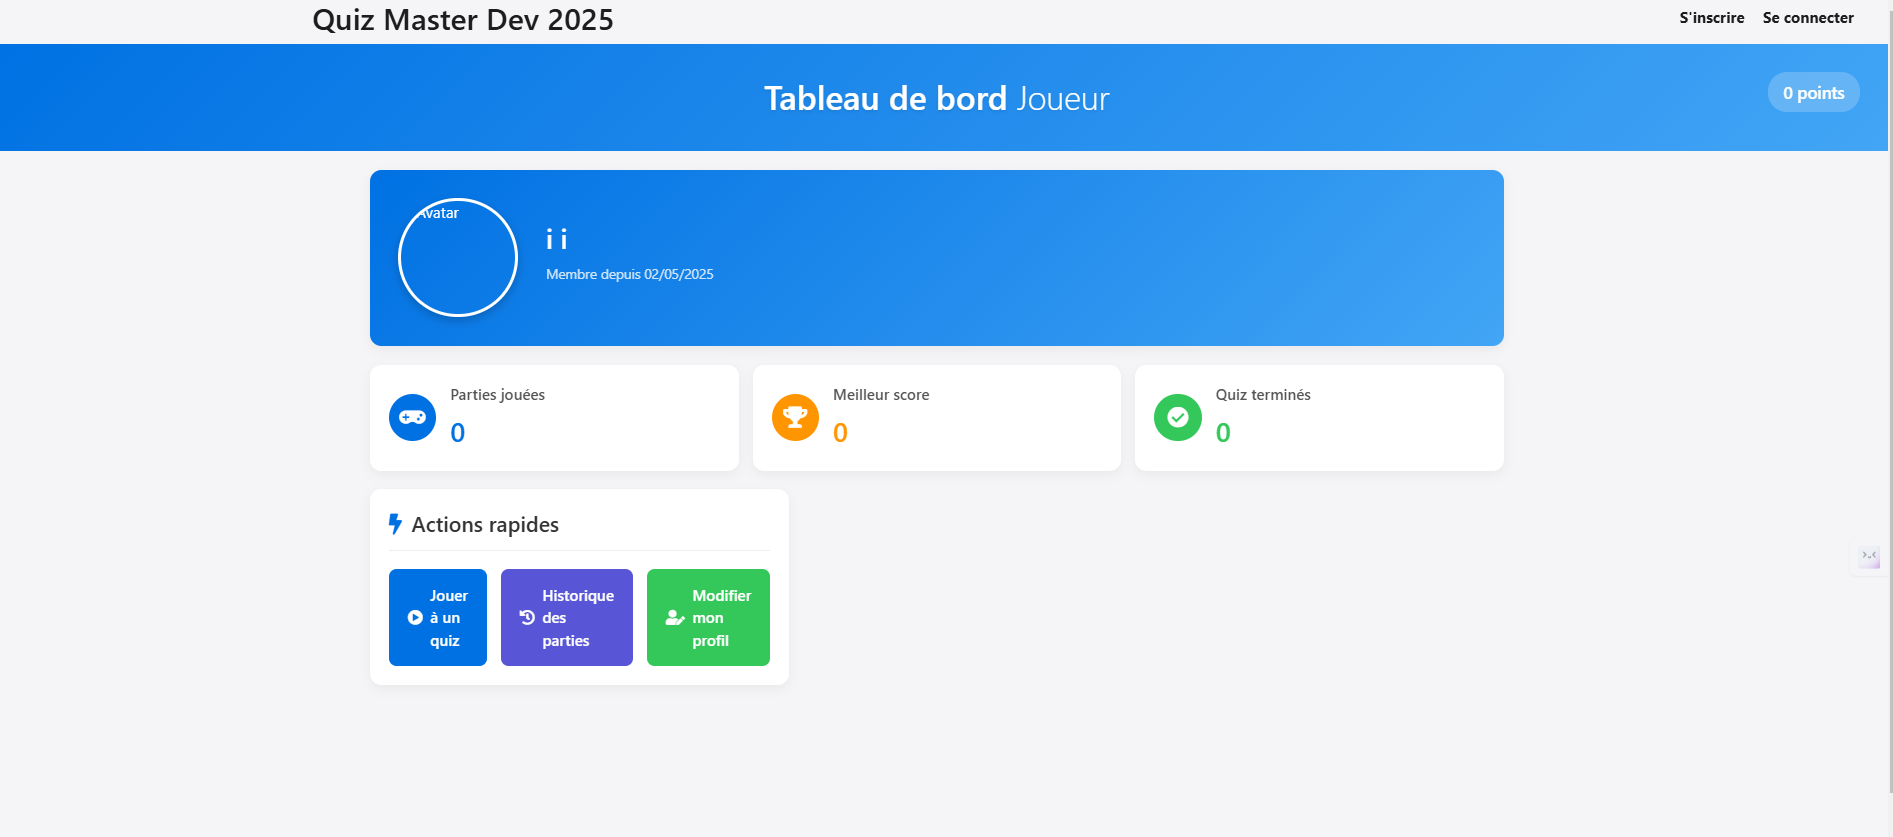 Quiz Master Dev 2025
S'inscrire Se connecter
Tableau de bord Joueur
0 points
Avatar
i i
Membre depuis 02/05/2025
Parties jouées
0
Meilleur score
0
Quiz terminés
0
Actions rapides
Jouer
à un
quiz
Historique
des
parties
Modifier
mon
profil